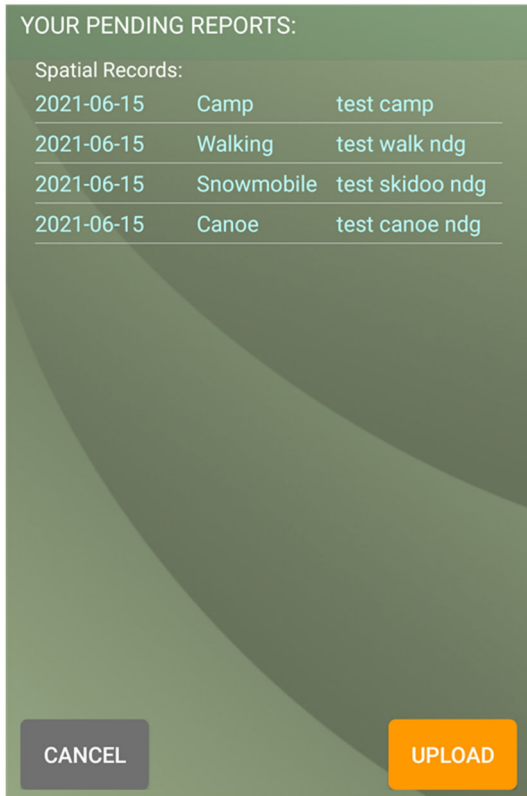 YOUR PENDING REPORTS:
Spatial Records:
2021-06-15 Camp test camp
2021-06-15 Walking test walk ndg
2021-06-15 Snowmobile test skidoo ndg
2021-06-15 Canoe test canoe ndg
CANCEL UPLOAD